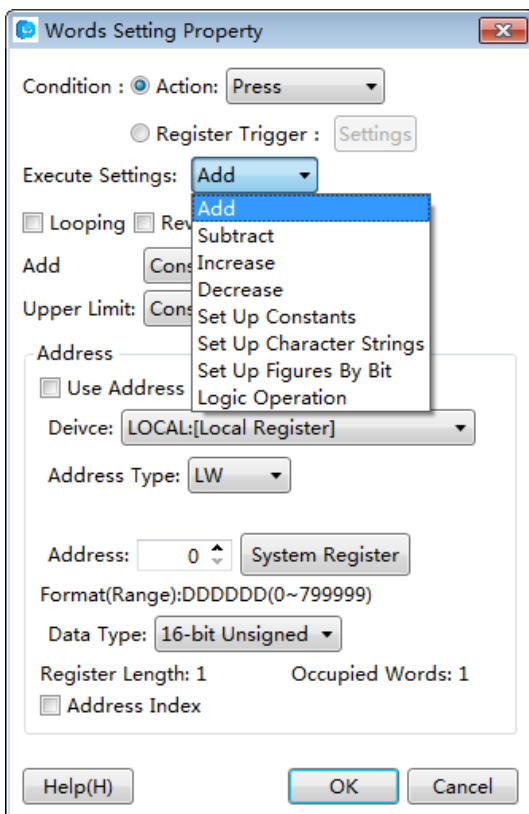 Words Setting Property
Condition : Action: Press
Register Trigger : Settings
Execute Settings: Add
Add
Subtract
Increase
Decrease
Set Up Constants
Set Up Character Strings
Set Up Figures By Bit
Logic Operation
Looping
Add
Upper Limit:
Address
Use Address
Deivce: LOCAL:[Local Register]
Address Type: LW
Address: 0 System Register
Format(Range):DDDDDD(0~799999)
Data Type: 16-bit Unsigned
Register Length: 1 Occupied Words: 1
Address Index
Help(H) OK Cancel